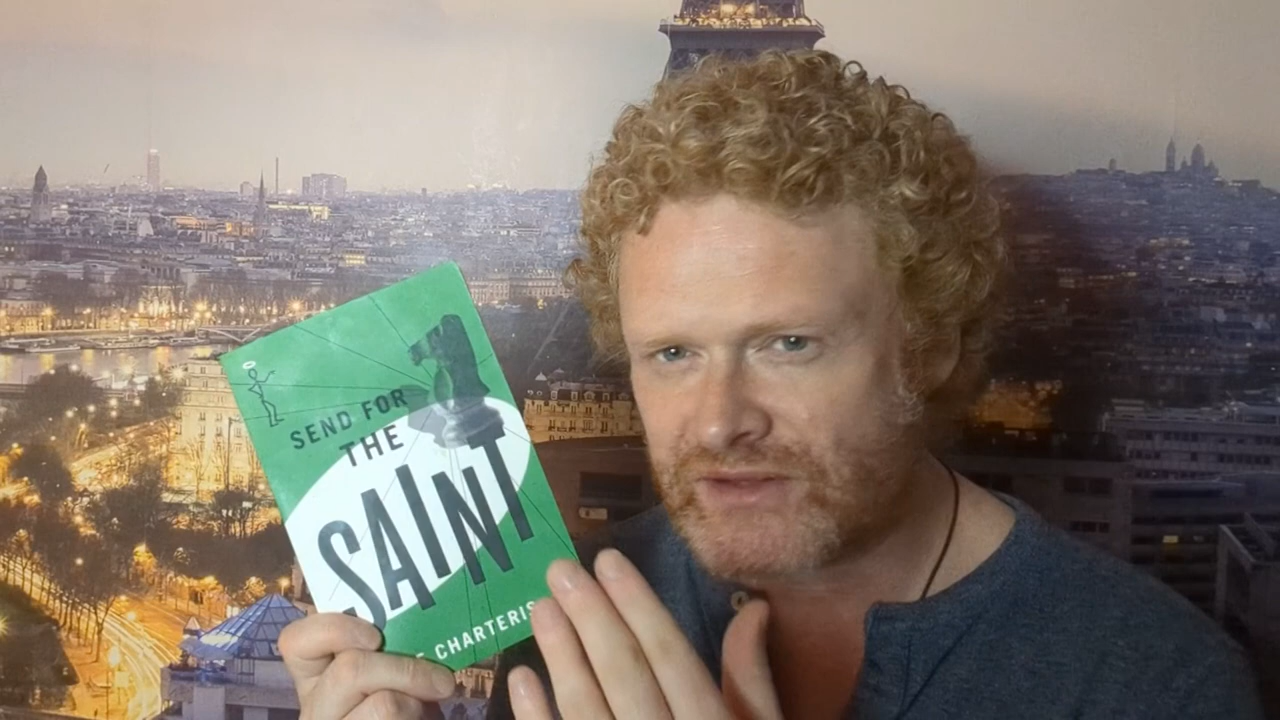 SEND FOR
THE
SAINT
E CHARTERIS